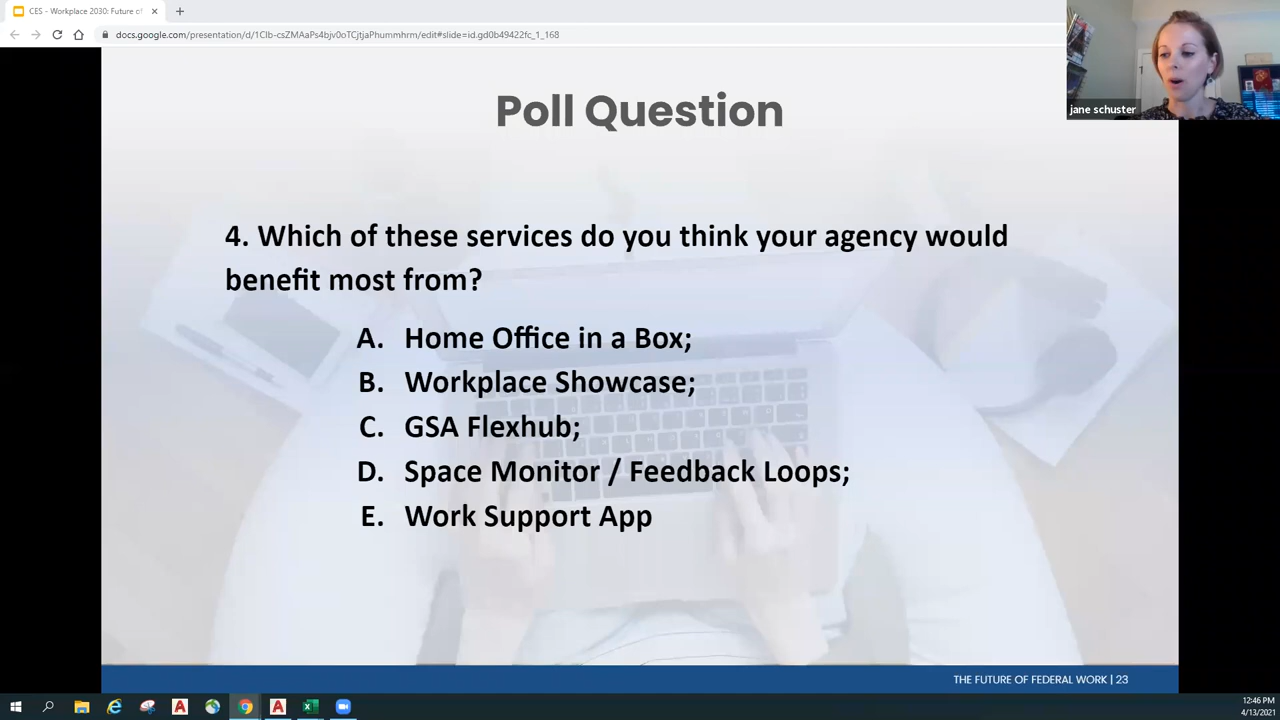 CES - Workplace 2030: Future of
docs.google.com/presentation/d/1CIb-csZMAaPs4bjv0oTCjtjaPhummhrm/edit#slide=id.gd0b49422fc_1_168
jane schuster
Poll Question
4. Which of these services do you think your agency would
benefit most from?
A. Home Office in a Box;
B. Workplace Showcase;
C. GSA Flexhub;
D. Space Monitor / Feedback Loops;
E. Work Support App
THE FUTURE OF FEDERAL WORK | 23
12:46 PM
4/13/2021